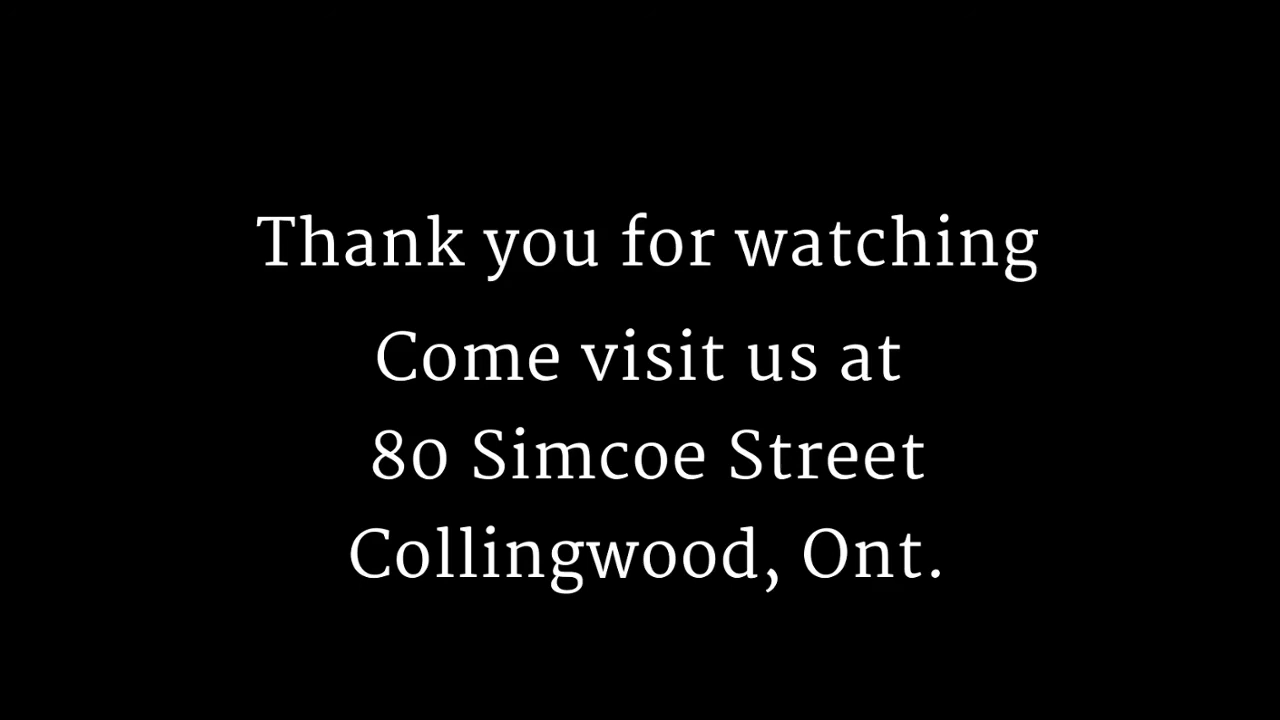 Thank you for watching
Come visit us at
80 Simcoe Street
Collingwood, Ont.